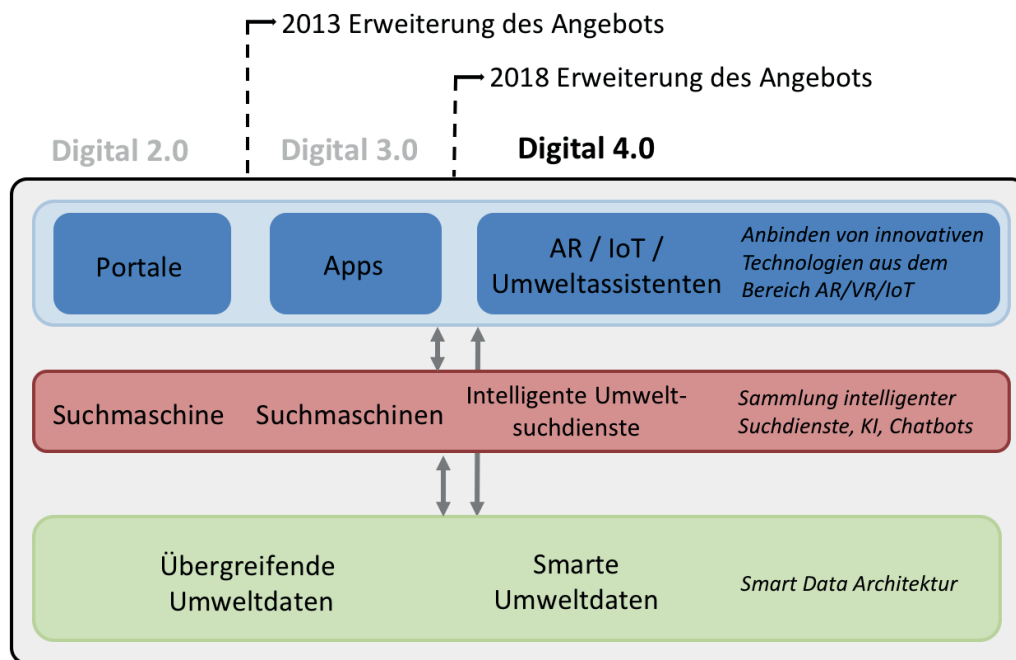 2013 Erweiterung des Angebots
2018 Erweiterung des Angebots
Digital 2.0
Digital 3.0
Digital 4.0
Portale
Apps
AR / IoT /
Umweltassistenten
Anbinden von innovativen
Technologien aus dem
Bereich AR/VR/IoT
Suchmaschine
Suchmaschinen
Intelligente Umwelt-
suchdienste
Sammlung intelligenter
Suchdienste, KI, Chatbots
Übergreifende
Umweltdaten
Smarte
Umweltdaten
Smart Data Architektur